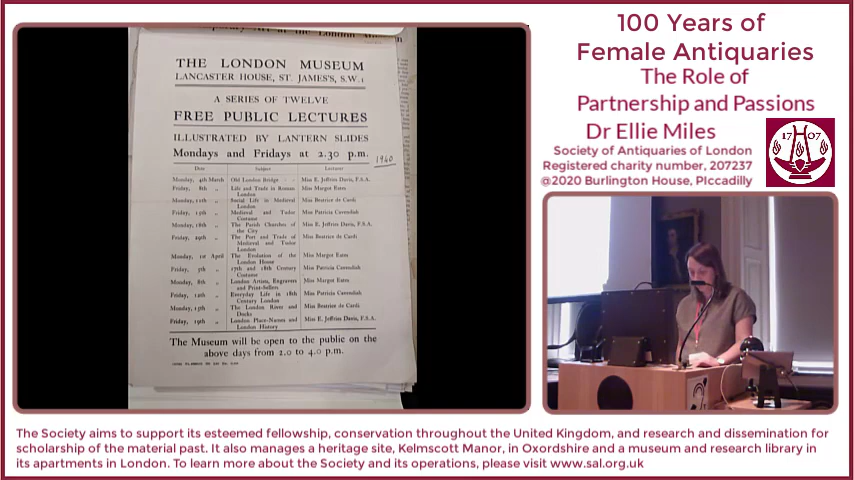 THE LONDON MUSEUM
LANCASTER HOUSE, ST. JAMES'S, S.W.1
A SERIES OF TWELVE
FREE PUBLIC LECTURES
ILLUSTRATED BY LANTERN SLIDES
Mondays and Fridays at 2.30 p.m.
1940
Date Subject Lecturer
Monday, 4th March Old London Bridge Miss E. Jeffries Davis, F.S.A.
Friday, 8th „ Life and Trade in Roman London Miss Margot Eates
Monday, 11th „ Social Life in Medieval London Miss Beatrice de Cardi
Friday, 15th „ Medieval and Tudor Costume Miss Patricia Cavendish
Monday, 18th „ The Parish Churches of the City Miss E. Jeffries Davis, F.S.A.
Friday, 29th „ The Port and Trade of Medieval and Tudor London Miss Beatrice de Cardi
Monday, 1st April The Evolution of the London House Miss Margot Eates
Friday, 5th „ 17th and 18th Century Costume Miss Patricia Cavendish
Monday, 8th „ London Artists, Engravers and Print-Sellers Miss Margot Eates
Friday, 12th „ Everyday Life in 18th Century London Miss Patricia Cavendish
Monday, 15th „ The London River and Docks Miss Beatrice de Cardi
Friday, 19th „ London Place-Names and London History Miss E. Jeffries Davis, F.S.A.
The Museum will be open to the public on the
above days from 2.0 to 4.0 p.m.
100 Years of
Female Antiquaries
The Role of
Partnership and Passions
Dr Ellie Miles
Society of Antiquaries of London
Registered charity number, 207237
@2020 Burlington House, PIccadilly
17 07
The Society aims to support its esteemed fellowship, conservation throughout the United Kingdom, and research and dissemination for
scholarship of the material past. It also manages a heritage site, Kelmscott Manor, in Oxordshire and a museum and research library in
its apartments in London. To learn more about the Society and its operations, please visit www.sal.org.uk